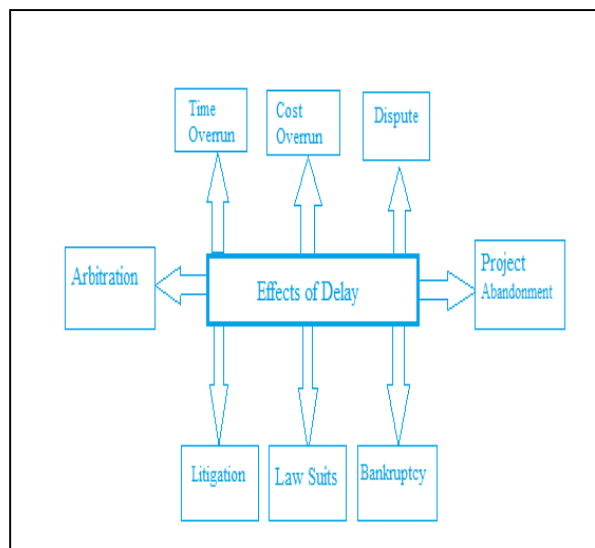 Time
Overrun
Cost
Overrun
Dispute
Arbitration
Effects of Delay
Project
Abandonment
Litigation
Law Suits
Bankruptcy